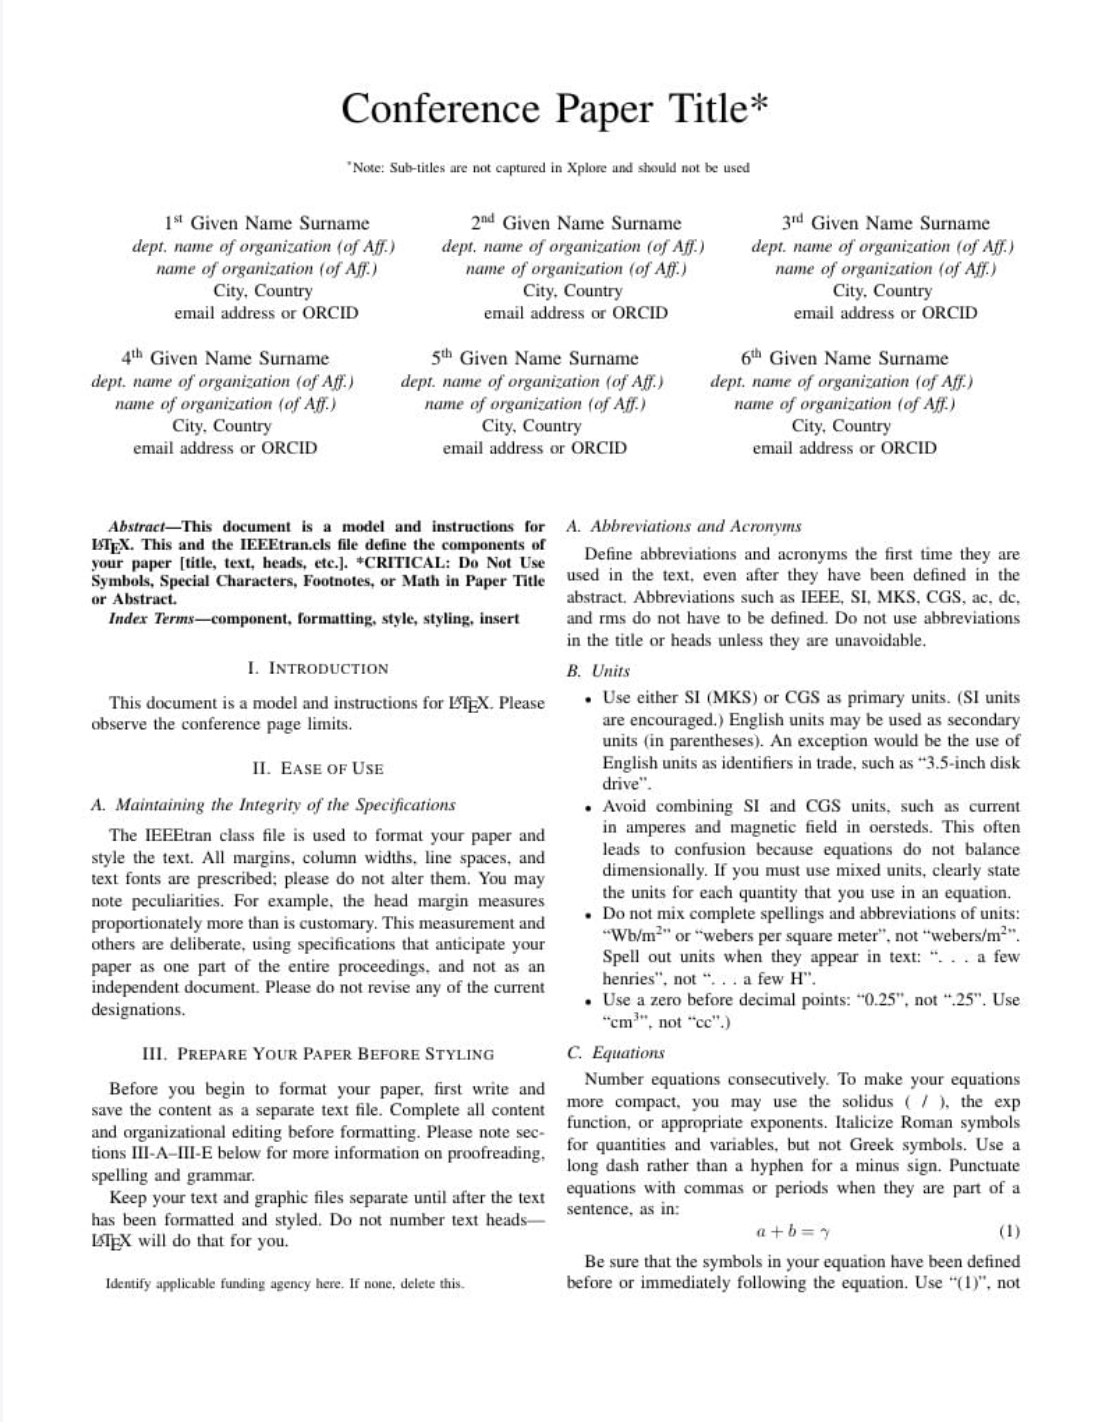 Conference Paper Title*
*Note: Sub-titles are not captured in Xplore and should not be used
1st Given Name Surname
dept. name of organization (of Aff.)
name of organization (of Aff.)
City, Country
email address or ORCID
2nd Given Name Surname
dept. name of organization (of Aff.)
name of organization (of Aff.)
City, Country
email address or ORCID
3rd Given Name Surname
dept. name of organization (of Aff.)
name of organization (of Aff.)
City, Country
email address or ORCID
4th Given Name Surname
dept. name of organization (of Aff.)
name of organization (of Aff.)
City, Country
email address or ORCID
5th Given Name Surname
dept. name of organization (of Aff.)
name of organization (of Aff.)
City, Country
email address or ORCID
6th Given Name Surname
dept. name of organization (of Aff.)
name of organization (of Aff.)
City, Country
email address or ORCID
Abstract—This document is a model and instructions for
LATEX. This and the IEEEtran.cls file define the components of
your paper [title, text, heads, etc.]. *CRITICAL: Do Not Use
Symbols, Special Characters, Footnotes, or Math in Paper Title
or Abstract.
Index Terms—component, formatting, style, styling, insert
I. INTRODUCTION
This document is a model and instructions for LATEX. Please
observe the conference page limits.
II. EASE OF USE
A. Maintaining the Integrity of the Specifications
The IEEEtran class file is used to format your paper and
style the text. All margins, column widths, line spaces, and
text fonts are prescribed; please do not alter them. You may
note peculiarities. For example, the head margin measures
proportionately more than is customary. This measurement and
others are deliberate, using specifications that anticipate your
paper as one part of the entire proceedings, and not as an
independent document. Please do not revise any of the current
designations.
III. PREPARE YOUR PAPER BEFORE STYLING
Before you begin to format your paper, first write and
save the content as a separate text file. Complete all content
and organizational editing before formatting. Please note sec-
tions III-A–III-E below for more information on proofreading,
spelling and grammar.
Keep your text and graphic files separate until after the text
has been formatted and styled. Do not number text heads—
LATEX will do that for you.
Identify applicable funding agency here. If none, delete this.
A. Abbreviations and Acronyms
Define abbreviations and acronyms the first time they are
used in the text, even after they have been defined in the
abstract. Abbreviations such as IEEE, SI, MKS, CGS, ac, dc,
and rms do not have to be defined. Do not use abbreviations
in the title or heads unless they are unavoidable.
B. Units
• Use either SI (MKS) or CGS as primary units. (SI units
are encouraged.) English units may be used as secondary
units (in parentheses). An exception would be the use of
English units as identifiers in trade, such as “3.5-inch disk
drive”.
• Avoid combining SI and CGS units, such as current
in amperes and magnetic field in oersteds. This often
leads to confusion because equations do not balance
dimensionally. If you must use mixed units, clearly state
the units for each quantity that you use in an equation.
• Do not mix complete spellings and abbreviations of units:
“Wb/m²” or “webers per square meter”, not “webers/m²”.
Spell out units when they appear in text: “. . . a few
henries”, not “. . . a few H”.
• Use a zero before decimal points: “0.25”, not “.25”. Use
“cm³”, not “cc”.)
C. Equations
Number equations consecutively. To make your equations
more compact, you may use the solidus ( / ), the exp
function, or appropriate exponents. Italicize Roman symbols
for quantities and variables, but not Greek symbols. Use a
long dash rather than a hyphen for a minus sign. Punctuate
equations with commas or periods when they are part of a
sentence, as in:
a + b = γ (1)
Be sure that the symbols in your equation have been defined
before or immediately following the equation. Use “(1)”, not